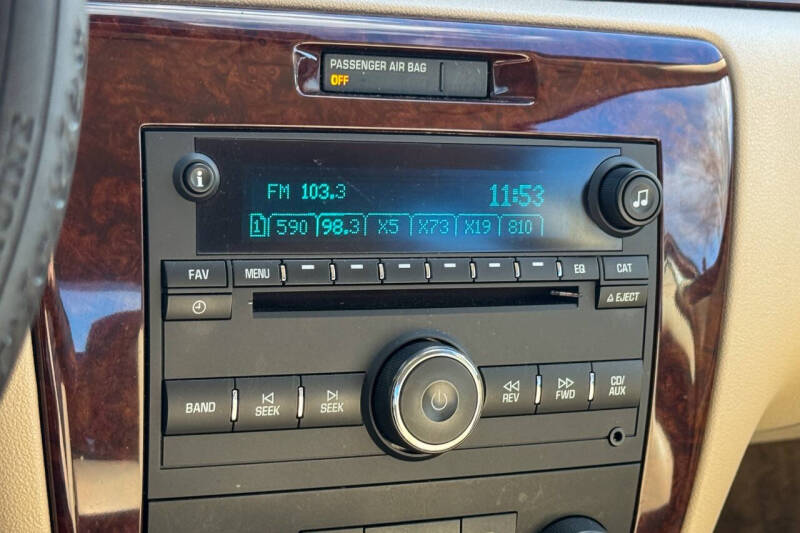 PASSENGER AIR BAG
OFF
i
FM 103.3 11:53
1 590 98.3 X5 X73 X19 810
FAV MENU EQ CAT
EJECT
BAND SEEK SEEK REV FWD CD/AUX